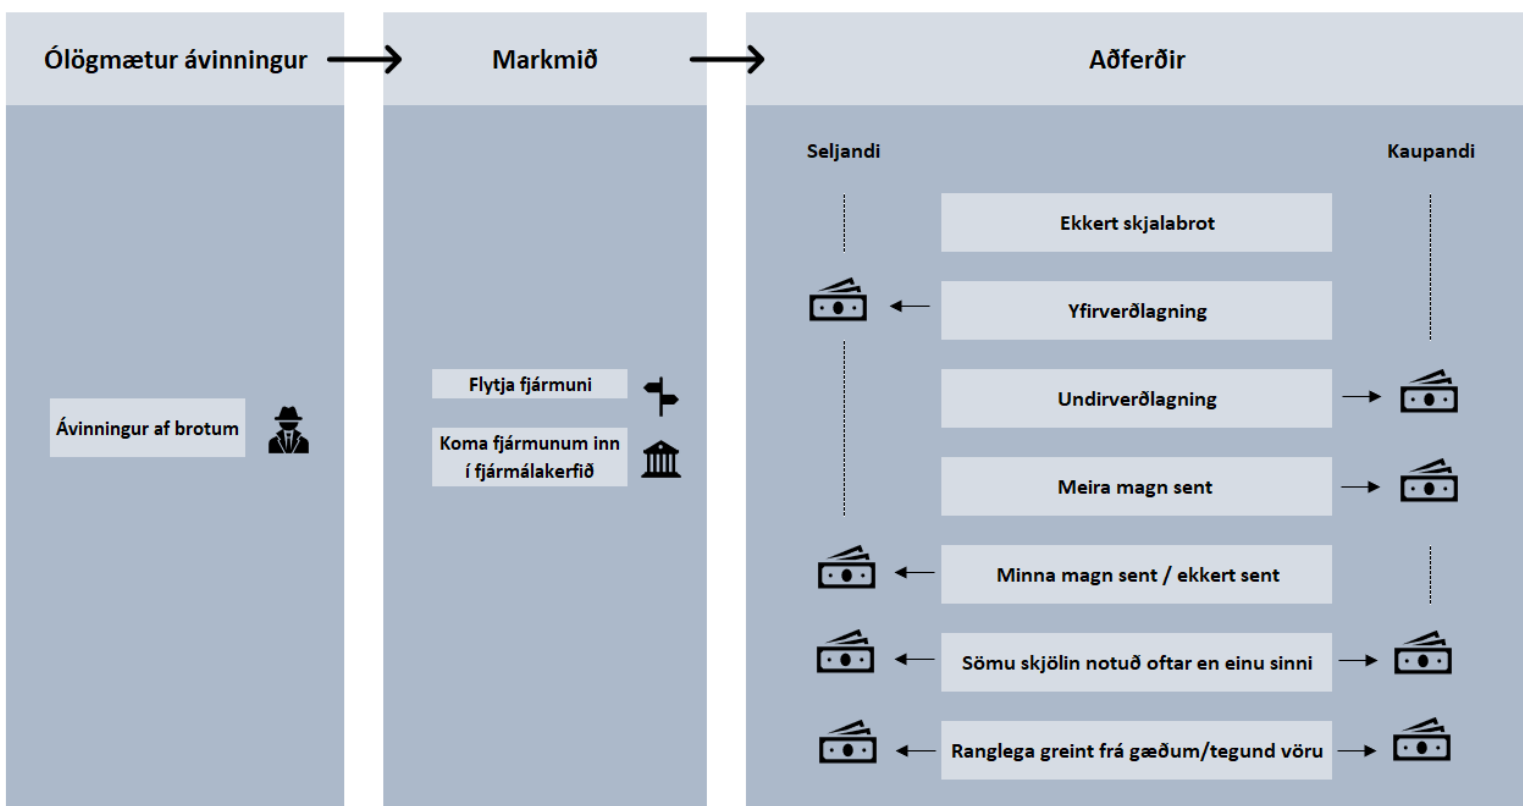 Ólögmætur ávinningur
Markmið
Aðferðir
Ávinningur af brotum
Flytja fjármuni
Koma fjármunum inn
í fjármálakerfið
Seljandi
Kaupandi
Ekkert skjalabrot
Yfirverðlagning
Undirverðlagning
Meira magn sent
Minna magn sent / ekkert sent
Sömu skjölin notuð oftar en einu sinni
Ranglega greint frá gæðum/tegund vöru